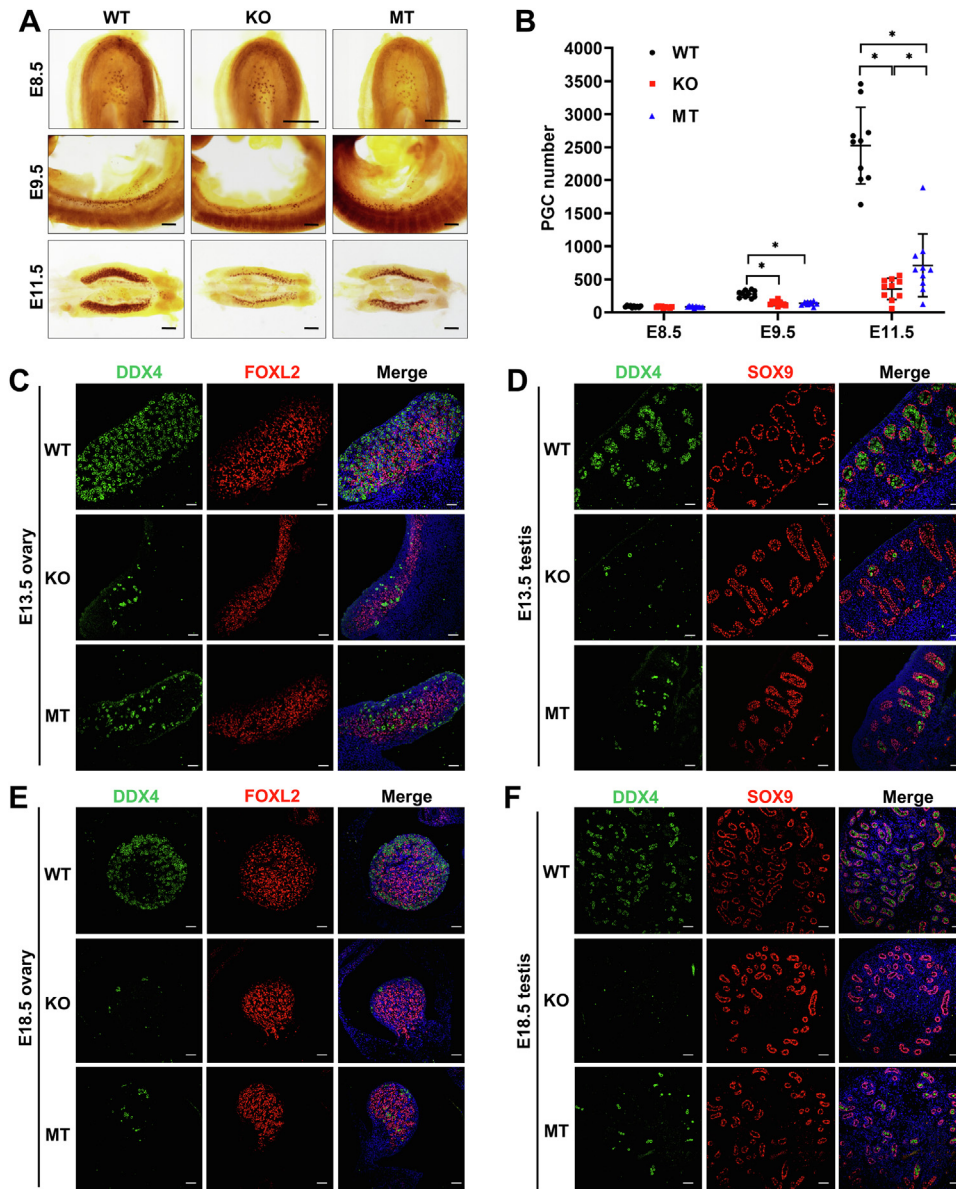 A
WT KO MT
E8.5
E9.5
E11.5
B
PGC number
4000
3500
3000
2500
2000
1500
1000
500
0
WT
KO
MT
* * *
* *
E8.5 E9.5 E11.5
C
DDX4 FOXL2 Merge
E13.5 ovary
WT
KO
MT
D
DDX4 SOX9 Merge
E13.5 testis
WT
KO
MT
E
DDX4 FOXL2 Merge
E18.5 ovary
WT
KO
MT
F
DDX4 SOX9 Merge
E18.5 testis
WT
KO
MT